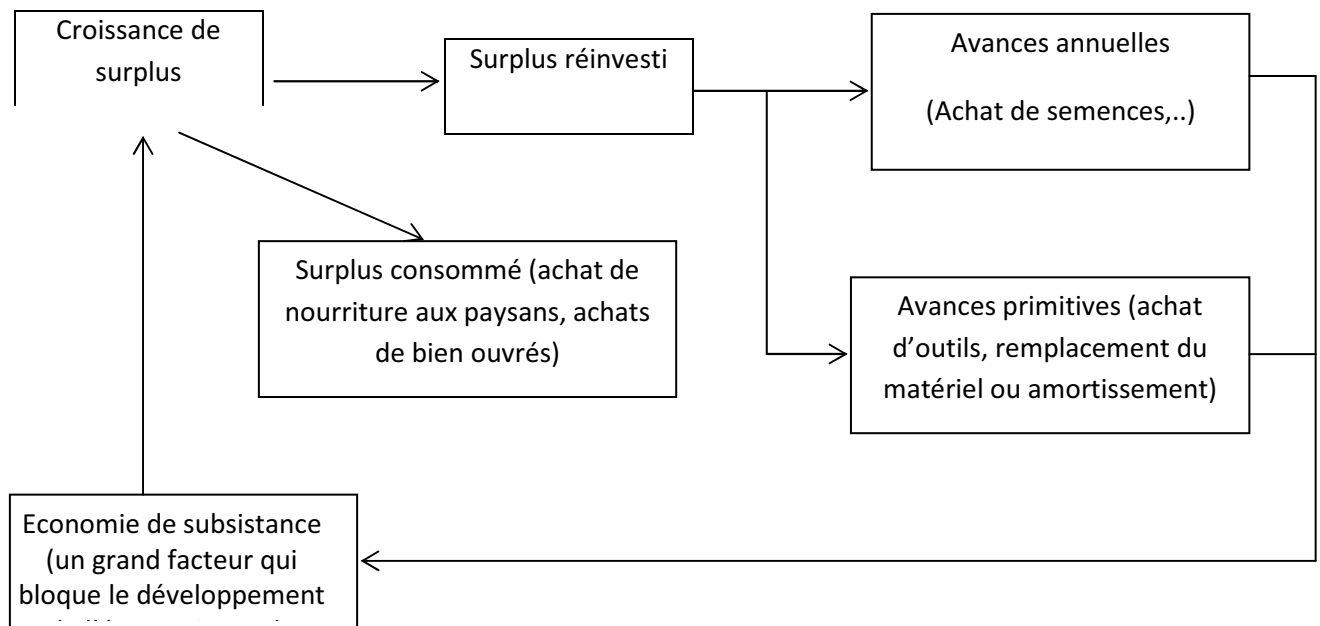 Croissance de
surplus
Surplus réinvesti
Avances annuelles
(Achat de semences,..)
Surplus consommé (achat de
nourriture aux paysans, achats
de bien ouvrés)
Avances primitives (achat
d’outils, remplacement du
matériel ou amortissement)
Economie de subsistance
(un grand facteur qui
bloque le développement